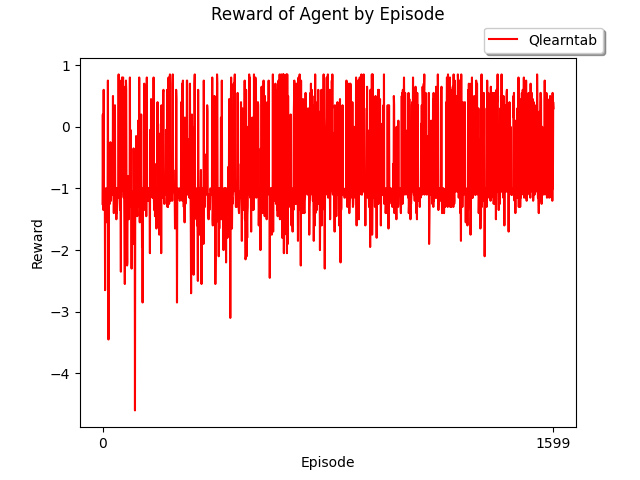 Reward of Agent by Episode
Qlearntab
1
0
−1
−2
−3
−4
Reward
0
1599
Episode